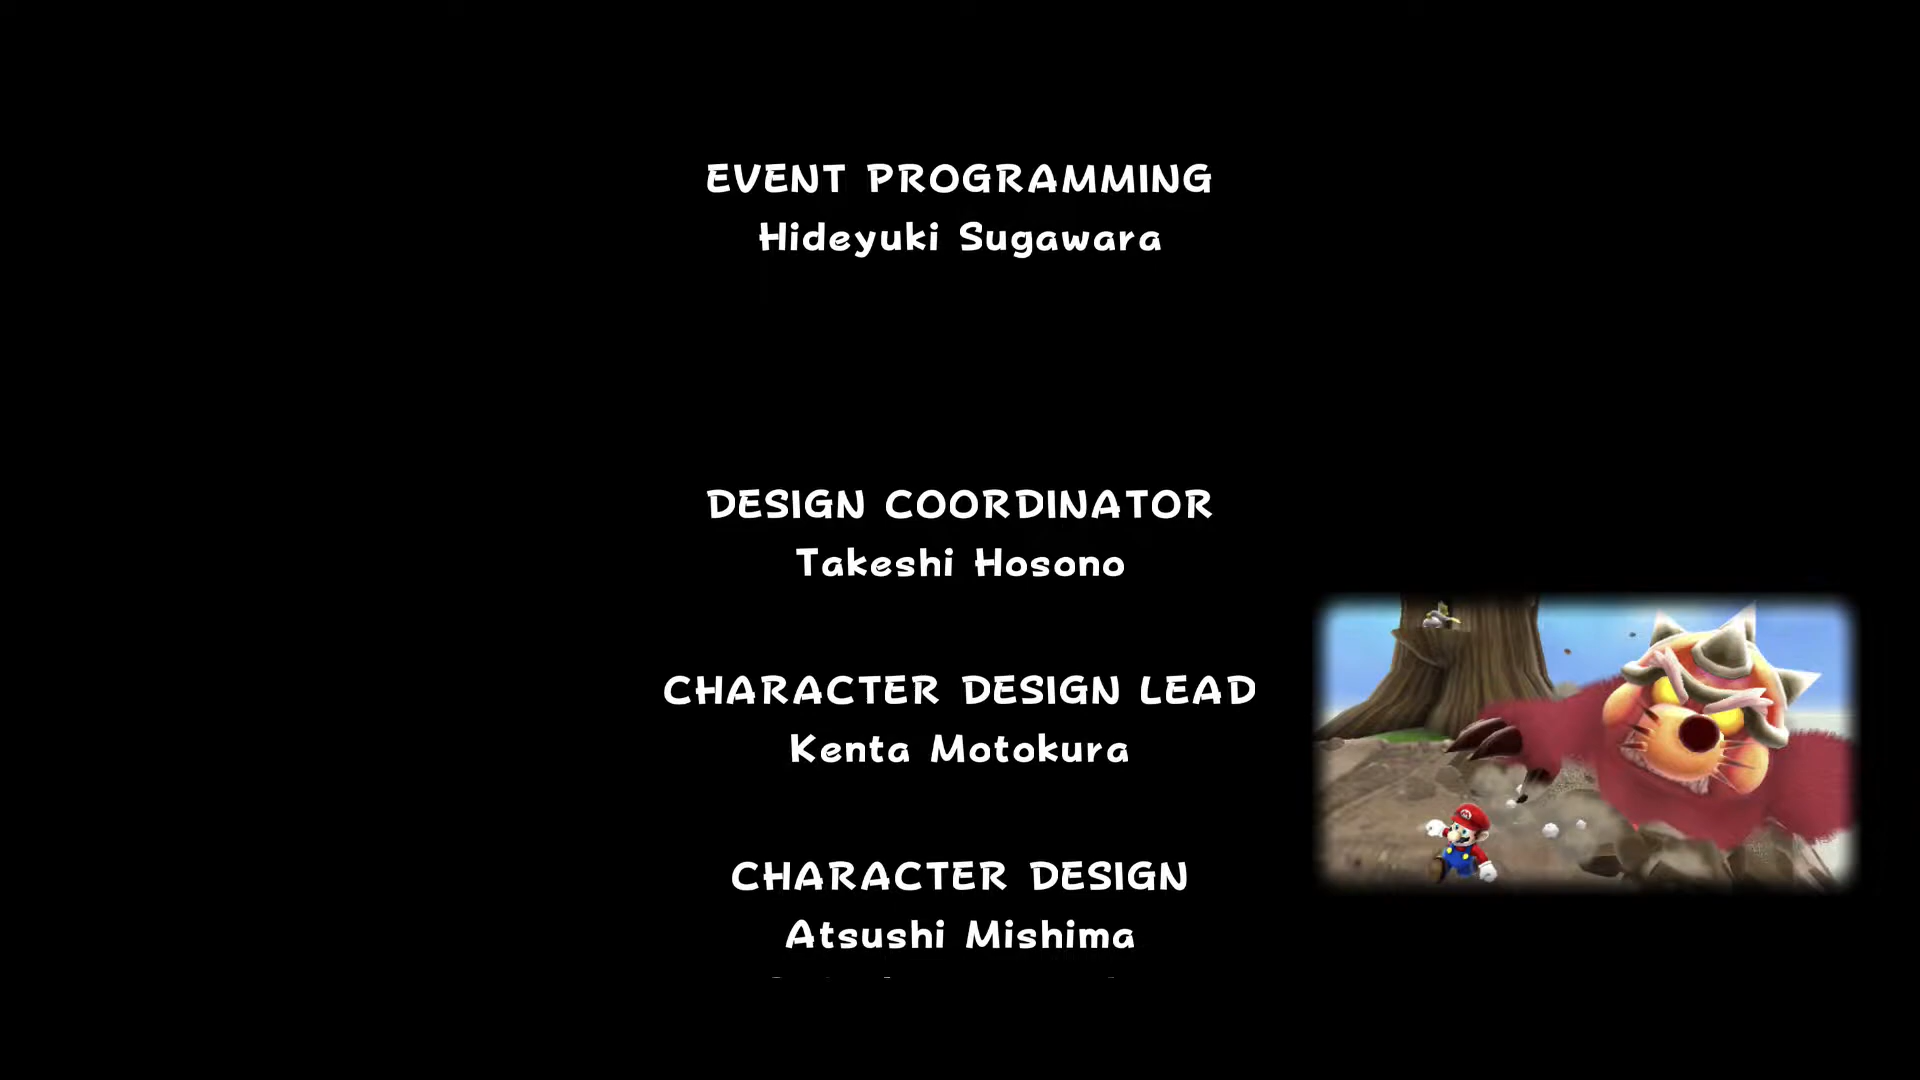 EVENT PROGRAMMING
Hideyuki Sugawara
DESIGN COORDINATOR
Takeshi Hosono
CHARACTER DESIGN LEAD
Kenta Motokura
CHARACTER DESIGN
Atsushi Mishima